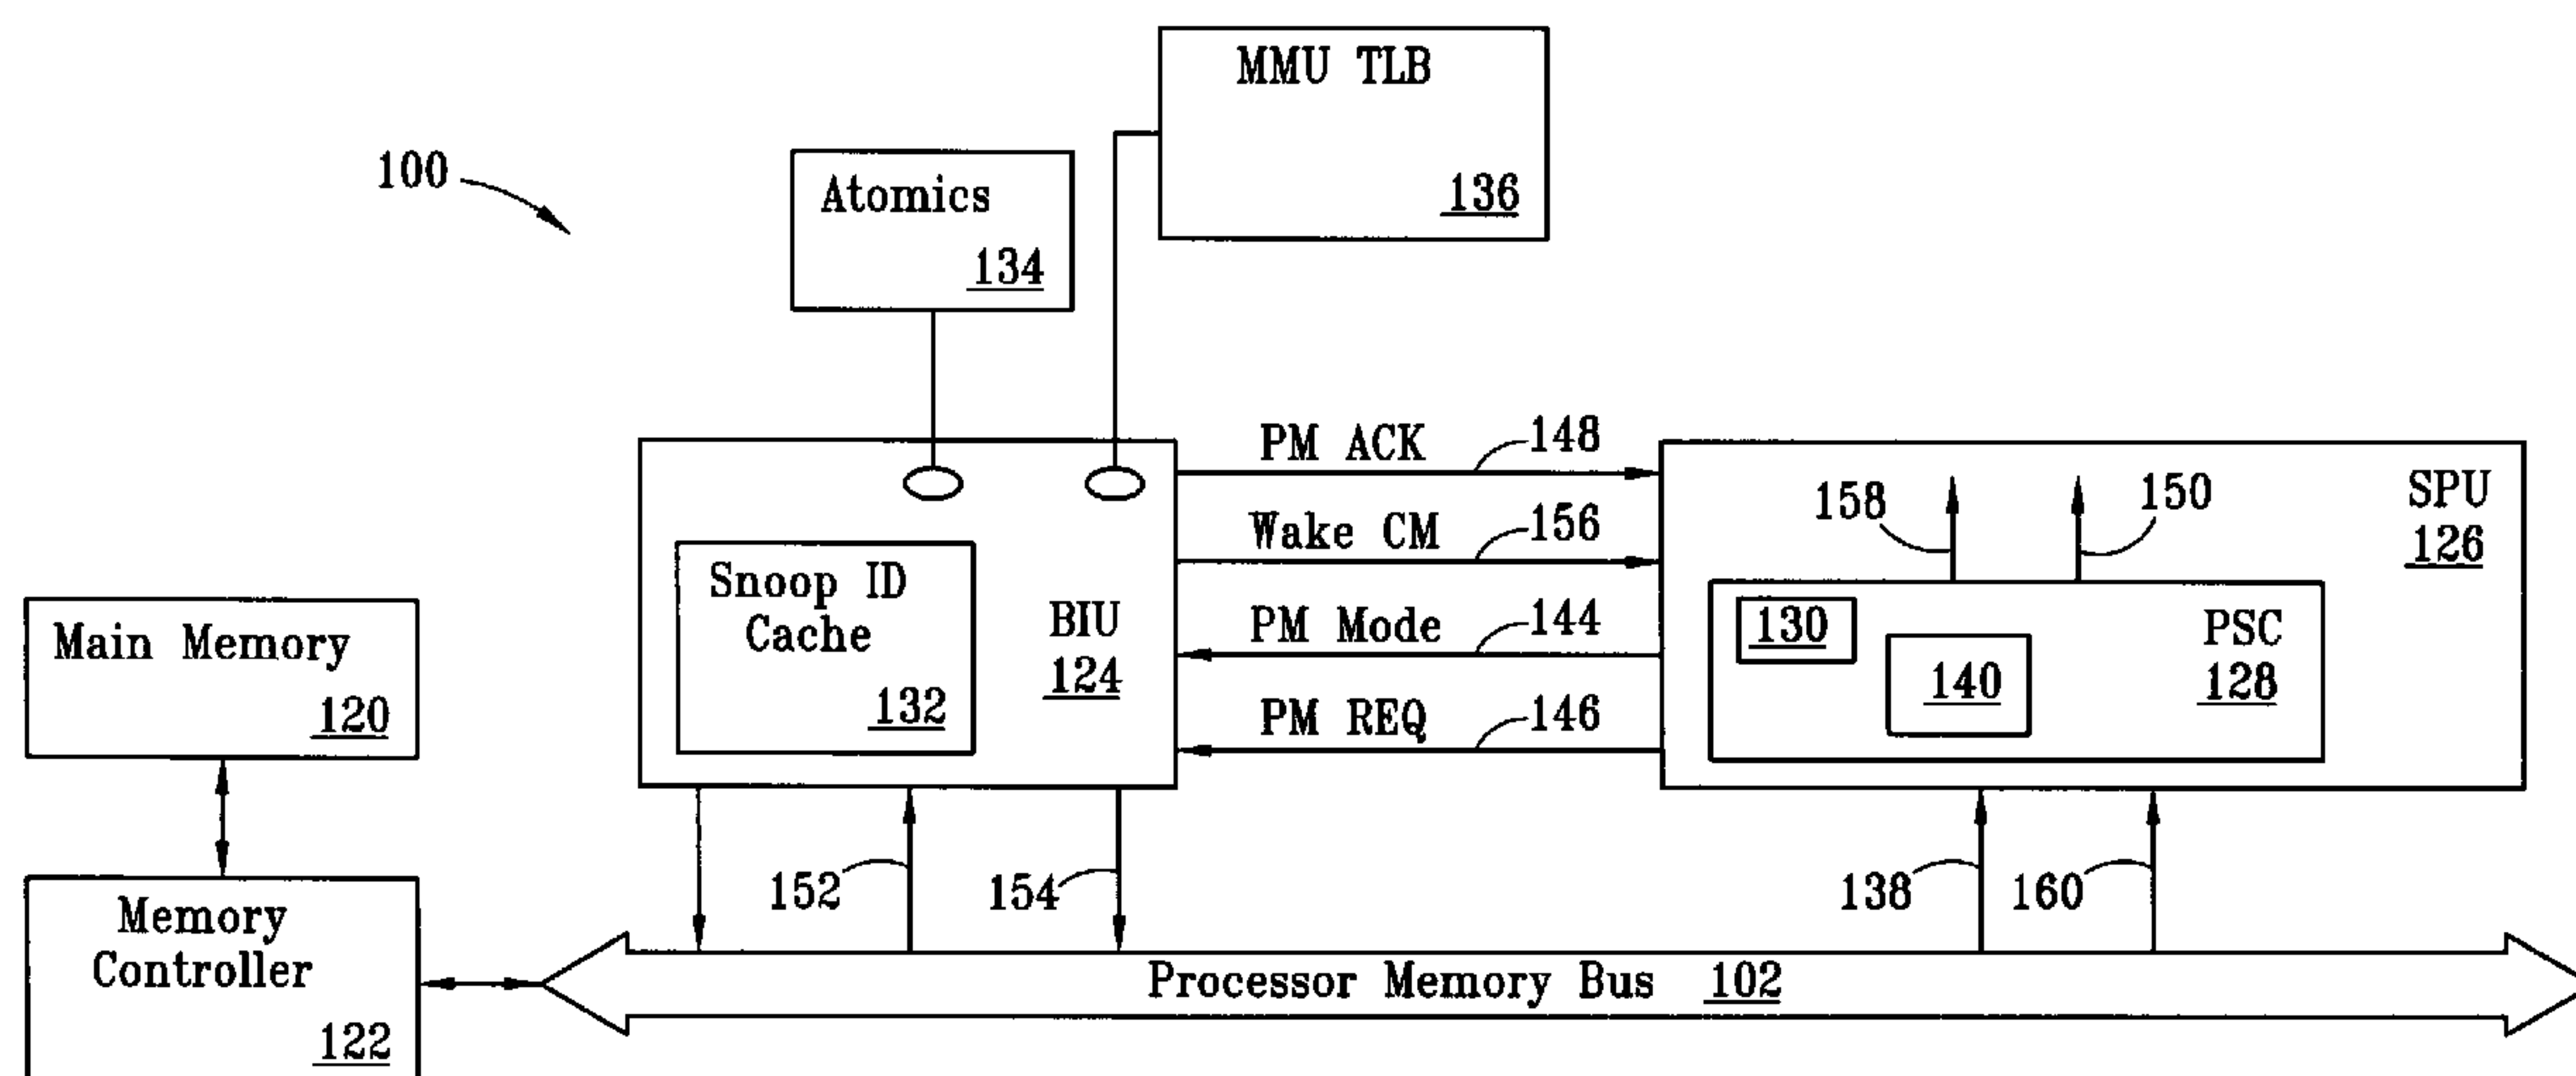 MMU TLB
136
100
Atomics
134
PM ACK
148
Wake CM
156
PM Mode
144
PM REQ
146
Snoop ID
Cache
132
BIU
124
SPU
126
158
150
130
140
PSC
128
Main Memory
120
152
154
138
160
Memory
Controller
122
Processor Memory Bus 102